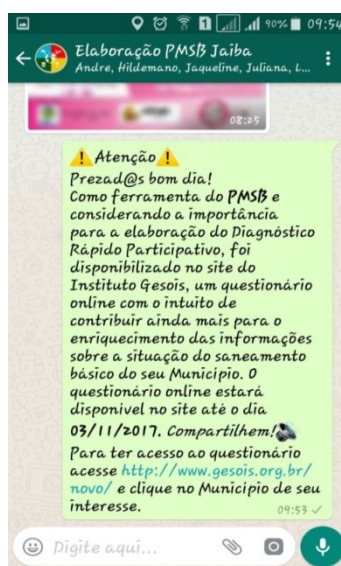 90% 09:54
Elaboração PMSB Jaiba
Andre, Hildemano, Jaqueline, Juliana, L...
08:25
⚠Atenção⚠
Prezad@s bom dia!
Como ferramenta do PMSB e
considerando a importância
para a elaboração do Diagnóstico
Rápido Participativo, foi
disponibilizado no site do
Instituto Gesois, um questionário
online com o intuito de
contribuir ainda mais para o
enriquecimento das informações
sobre a situação do saneamento
básico do seu Municipio. O
questionário online estará
disponivel no site até o dia
03/11/2017. Compartilhem!
Para ter acesso ao questionário
acesse http://www.gesois.org.br/
novo/ e clique no Municipio de seu
interesse.
09:53
Digite aqui...